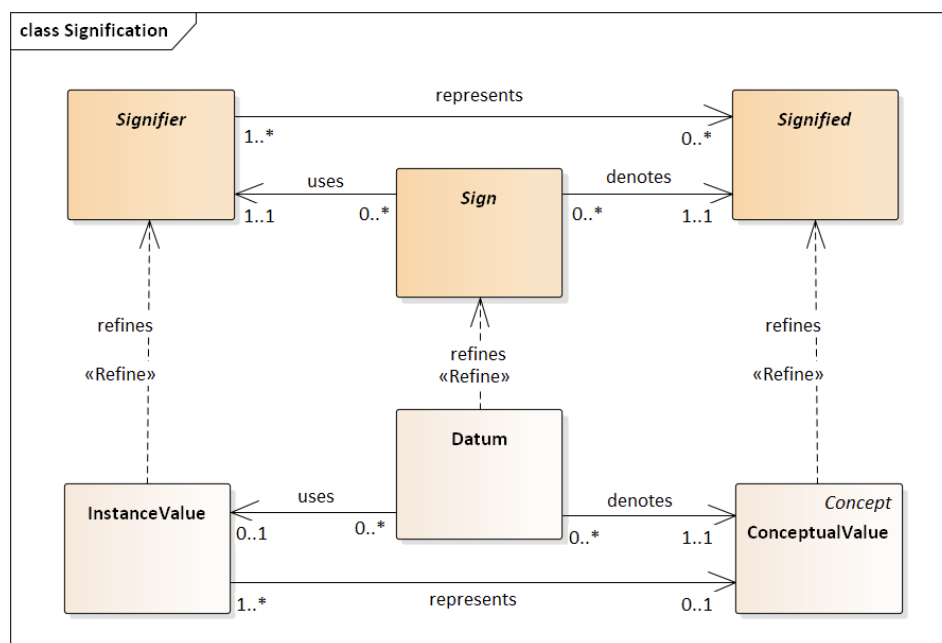 class Signification
Signifier
represents
1..*
0..*
Signified
uses
1..1
0..*
Sign
denotes
0..*
1..1
refines
«Refine»
refines
«Refine»
refines
«Refine»
InstanceValue
uses
0..1
0..*
Datum
denotes
0..*
1..1
Concept
ConceptualValue
represents
1..*
0..1